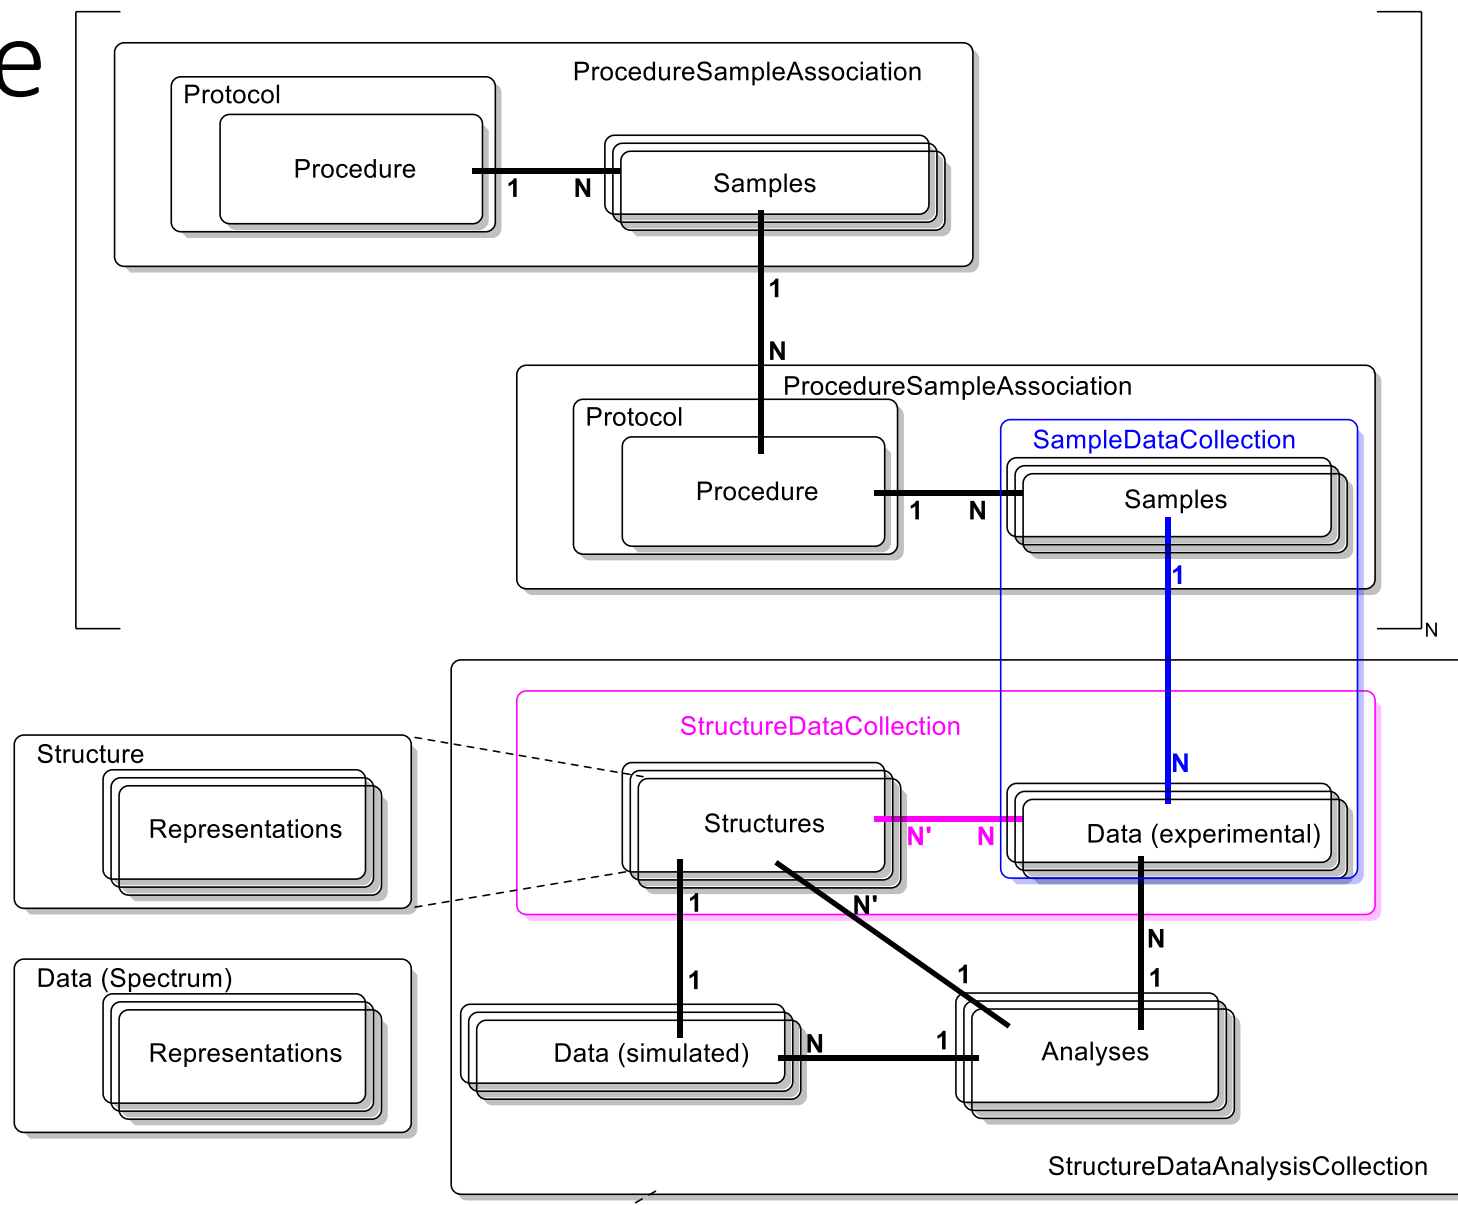 e
ProcedureSampleAssociation
Protocol
Procedure
1
N
Samples
1
N
ProcedureSampleAssociation
Protocol
SampleDataCollection
Procedure
1
N
Samples
1
N
StructureDataCollection
Structure
N
Representations
Structures
N'
N
Data (experimental)
1
N'
N
Data (Spectrum)
1
1
1
Representations
Data (simulated)
N
1
Analyses
StructureDataAnalysisCollection